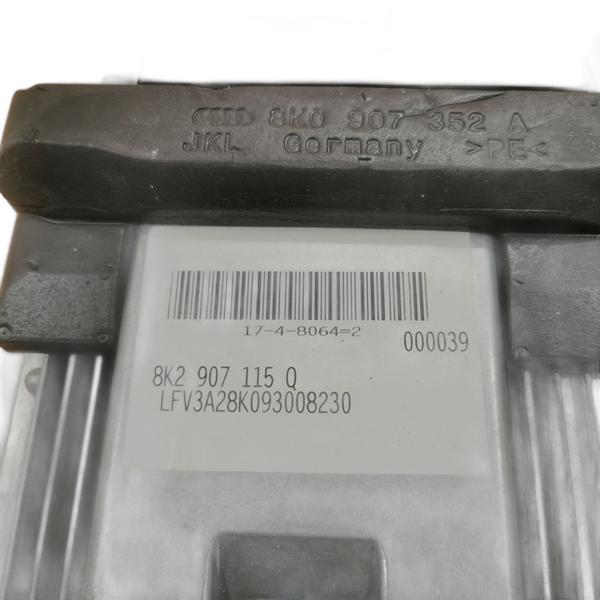 8K0 907 352 A
JKL Germany >PE<
17-4-8064=2
000039
8K2 907 115 Q
LFV3A28K093008230